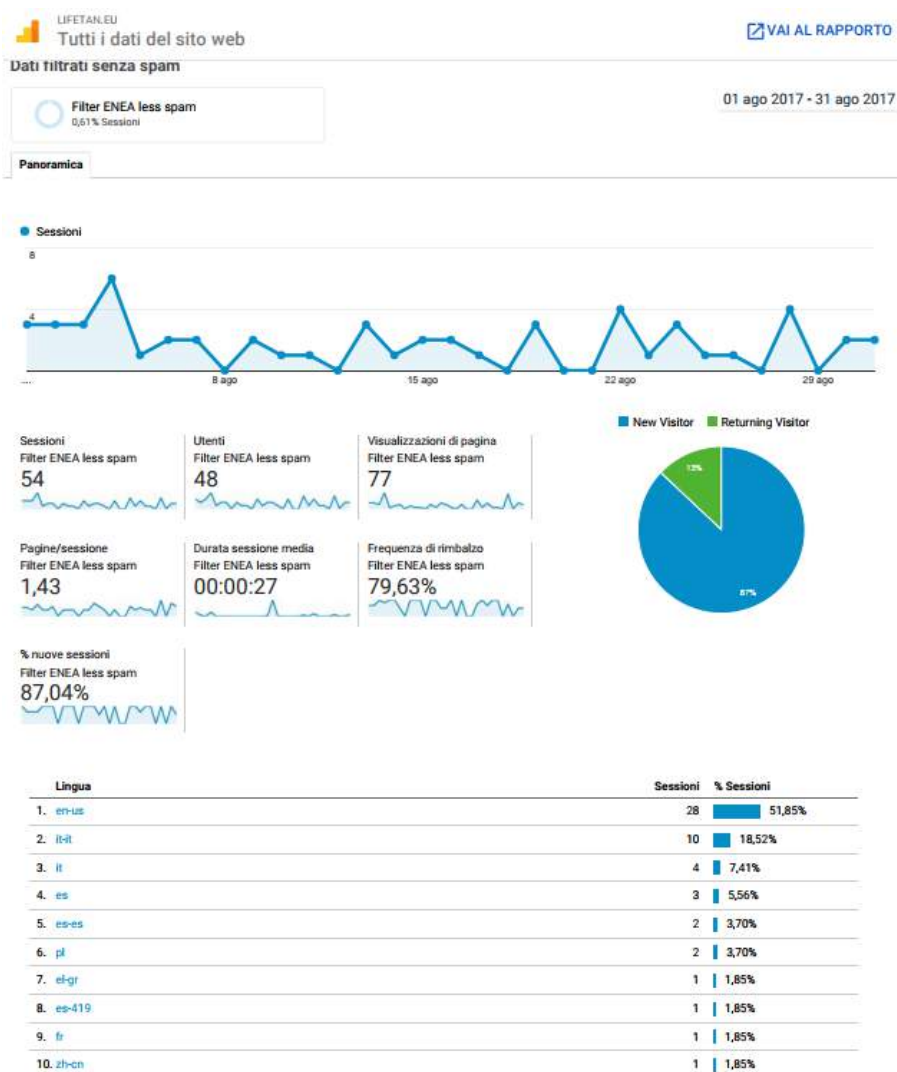 LIFETAN.EU
Tutti i dati del sito web
VAI AL RAPPORTO
Dati filtrati senza spam
Filter ENEA less spam
0,61% Sessioni
01 ago 2017 - 31 ago 2017
Panoramica
Sessioni
8
4
....
8 ago
15 ago
22 ago
29 ago
New Visitor
Returning Visitor
Sessioni
Filter ENEA less spam
54
Utenti
Filter ENEA less spam
48
Visualizzazioni di pagina
Filter ENEA less spam
77
13%
87%
Pagine/sessione
Filter ENEA less spam
1,43
Durata sessione media
Filter ENEA less spam
00:00:27
Frequenza di rimbalzo
Filter ENEA less spam
79,63%
% nuove sessioni
Filter ENEA less spam
87,04%
Lingua Sessioni % Sessioni
1. en-us 28 51,85%
2. it-it 10 18,52%
3. it 4 7,41%
4. es 3 5,56%
5. es-es 2 3,70%
6. pl 2 3,70%
7. el-gr 1 1,85%
8. es-419 1 1,85%
9. fr 1 1,85%
10. zh-cn 1 1,85%